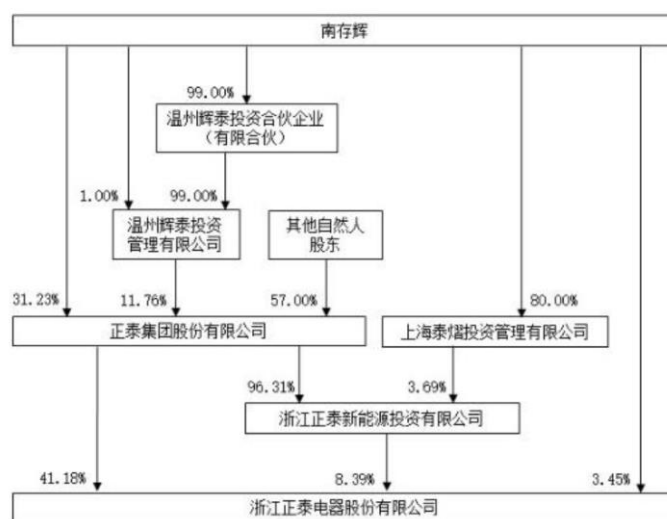 南存辉
99.00%
温州辉泰投资合伙企业
（有限合伙）
1.00%
99.00%
温州辉泰投资
管理有限公司
其他自然人
股东
31.23%
11.76%
57.00%
80.00%
正泰集团股份有限公司
上海泰熠投资管理有限公司
96.31%
3.69%
浙江正泰新能源投资有限公司
41.18%
8.39%
3.45%
浙江正泰电器股份有限公司